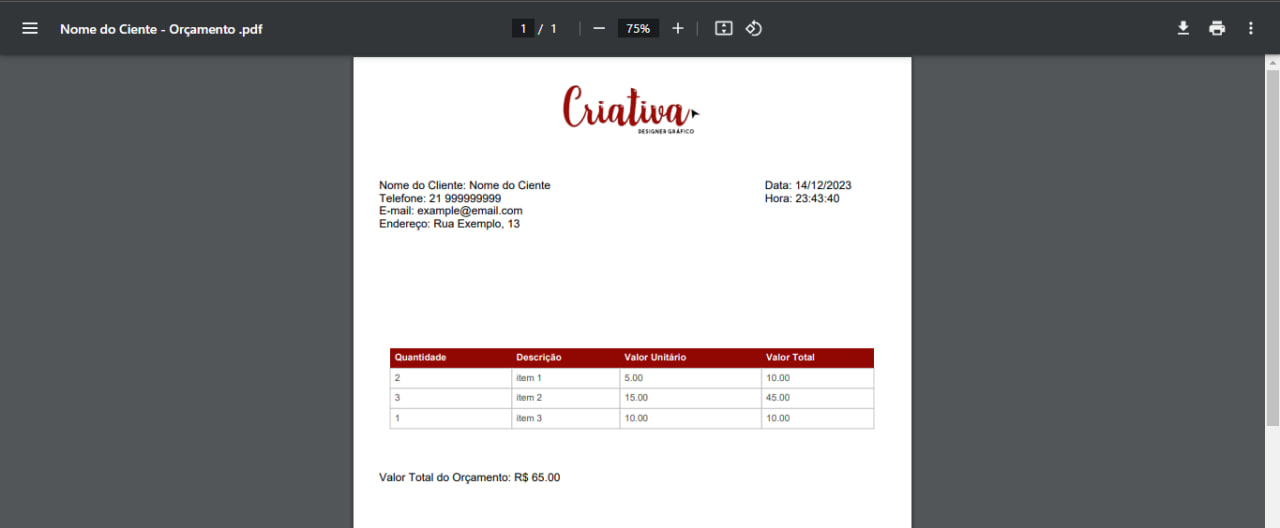 Nome do Ciente - Orçamento .pdf
1 / 1
75%
Criativa
DESIGNER GRÁFICO
Nome do Cliente: Nome do Ciente
Telefone: 21 999999999
E-mail: example@email.com
Endereço: Rua Exemplo, 13
Data: 14/12/2023
Hora: 23:43:40
Quantidade Descrição Valor Unitário Valor Total
2 item 1 5.00 10.00
3 item 2 15.00 45.00
1 item 3 10.00 10.00
Valor Total do Orçamento: R$ 65.00